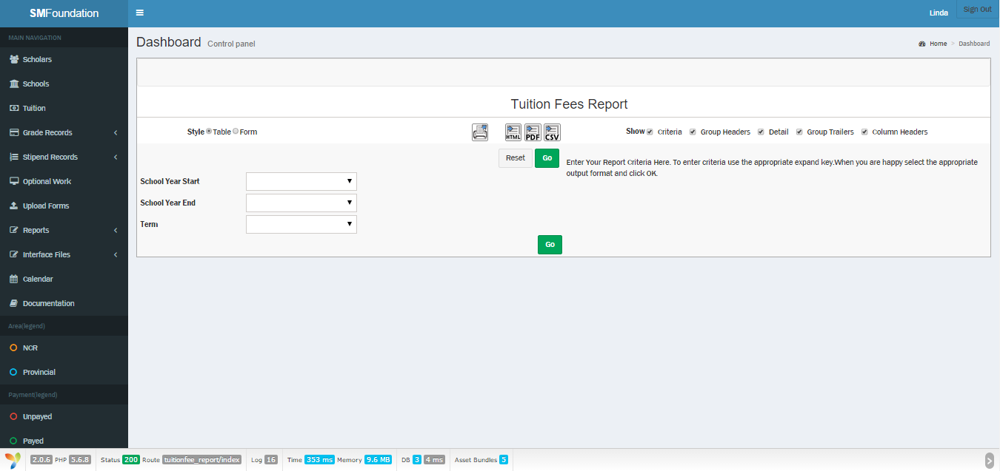 SMFoundation
Linda
Sign Out
MAIN NAVIGATION
Scholars
Schools
Tuition
Grade Records
Stipend Records
Optional Work
Upload Forms
Reports
Interface Files
Calendar
Documentation
Area(legend)
NCR
Provincial
Payment(legend)
Unpayed
Payed
Dashboard Control panel
Home > Dashboard
Tuition Fees Report
Style Table Form
HTML PDF CSV
Show Criteria Group Headers Detail Group Trailers Column Headers
Reset Go
Enter Your Report Criteria Here. To enter criteria use the appropriate expand key.When you are happy select the appropriate
output format and click OK.
School Year Start
School Year End
Term
Go
2.0.6 PHP 5.6.8 Status 200 Route tuitionfee_report/index Log 16 Time 353 ms Memory 9.6 MB DB 3 4 ms Asset Bundles 5